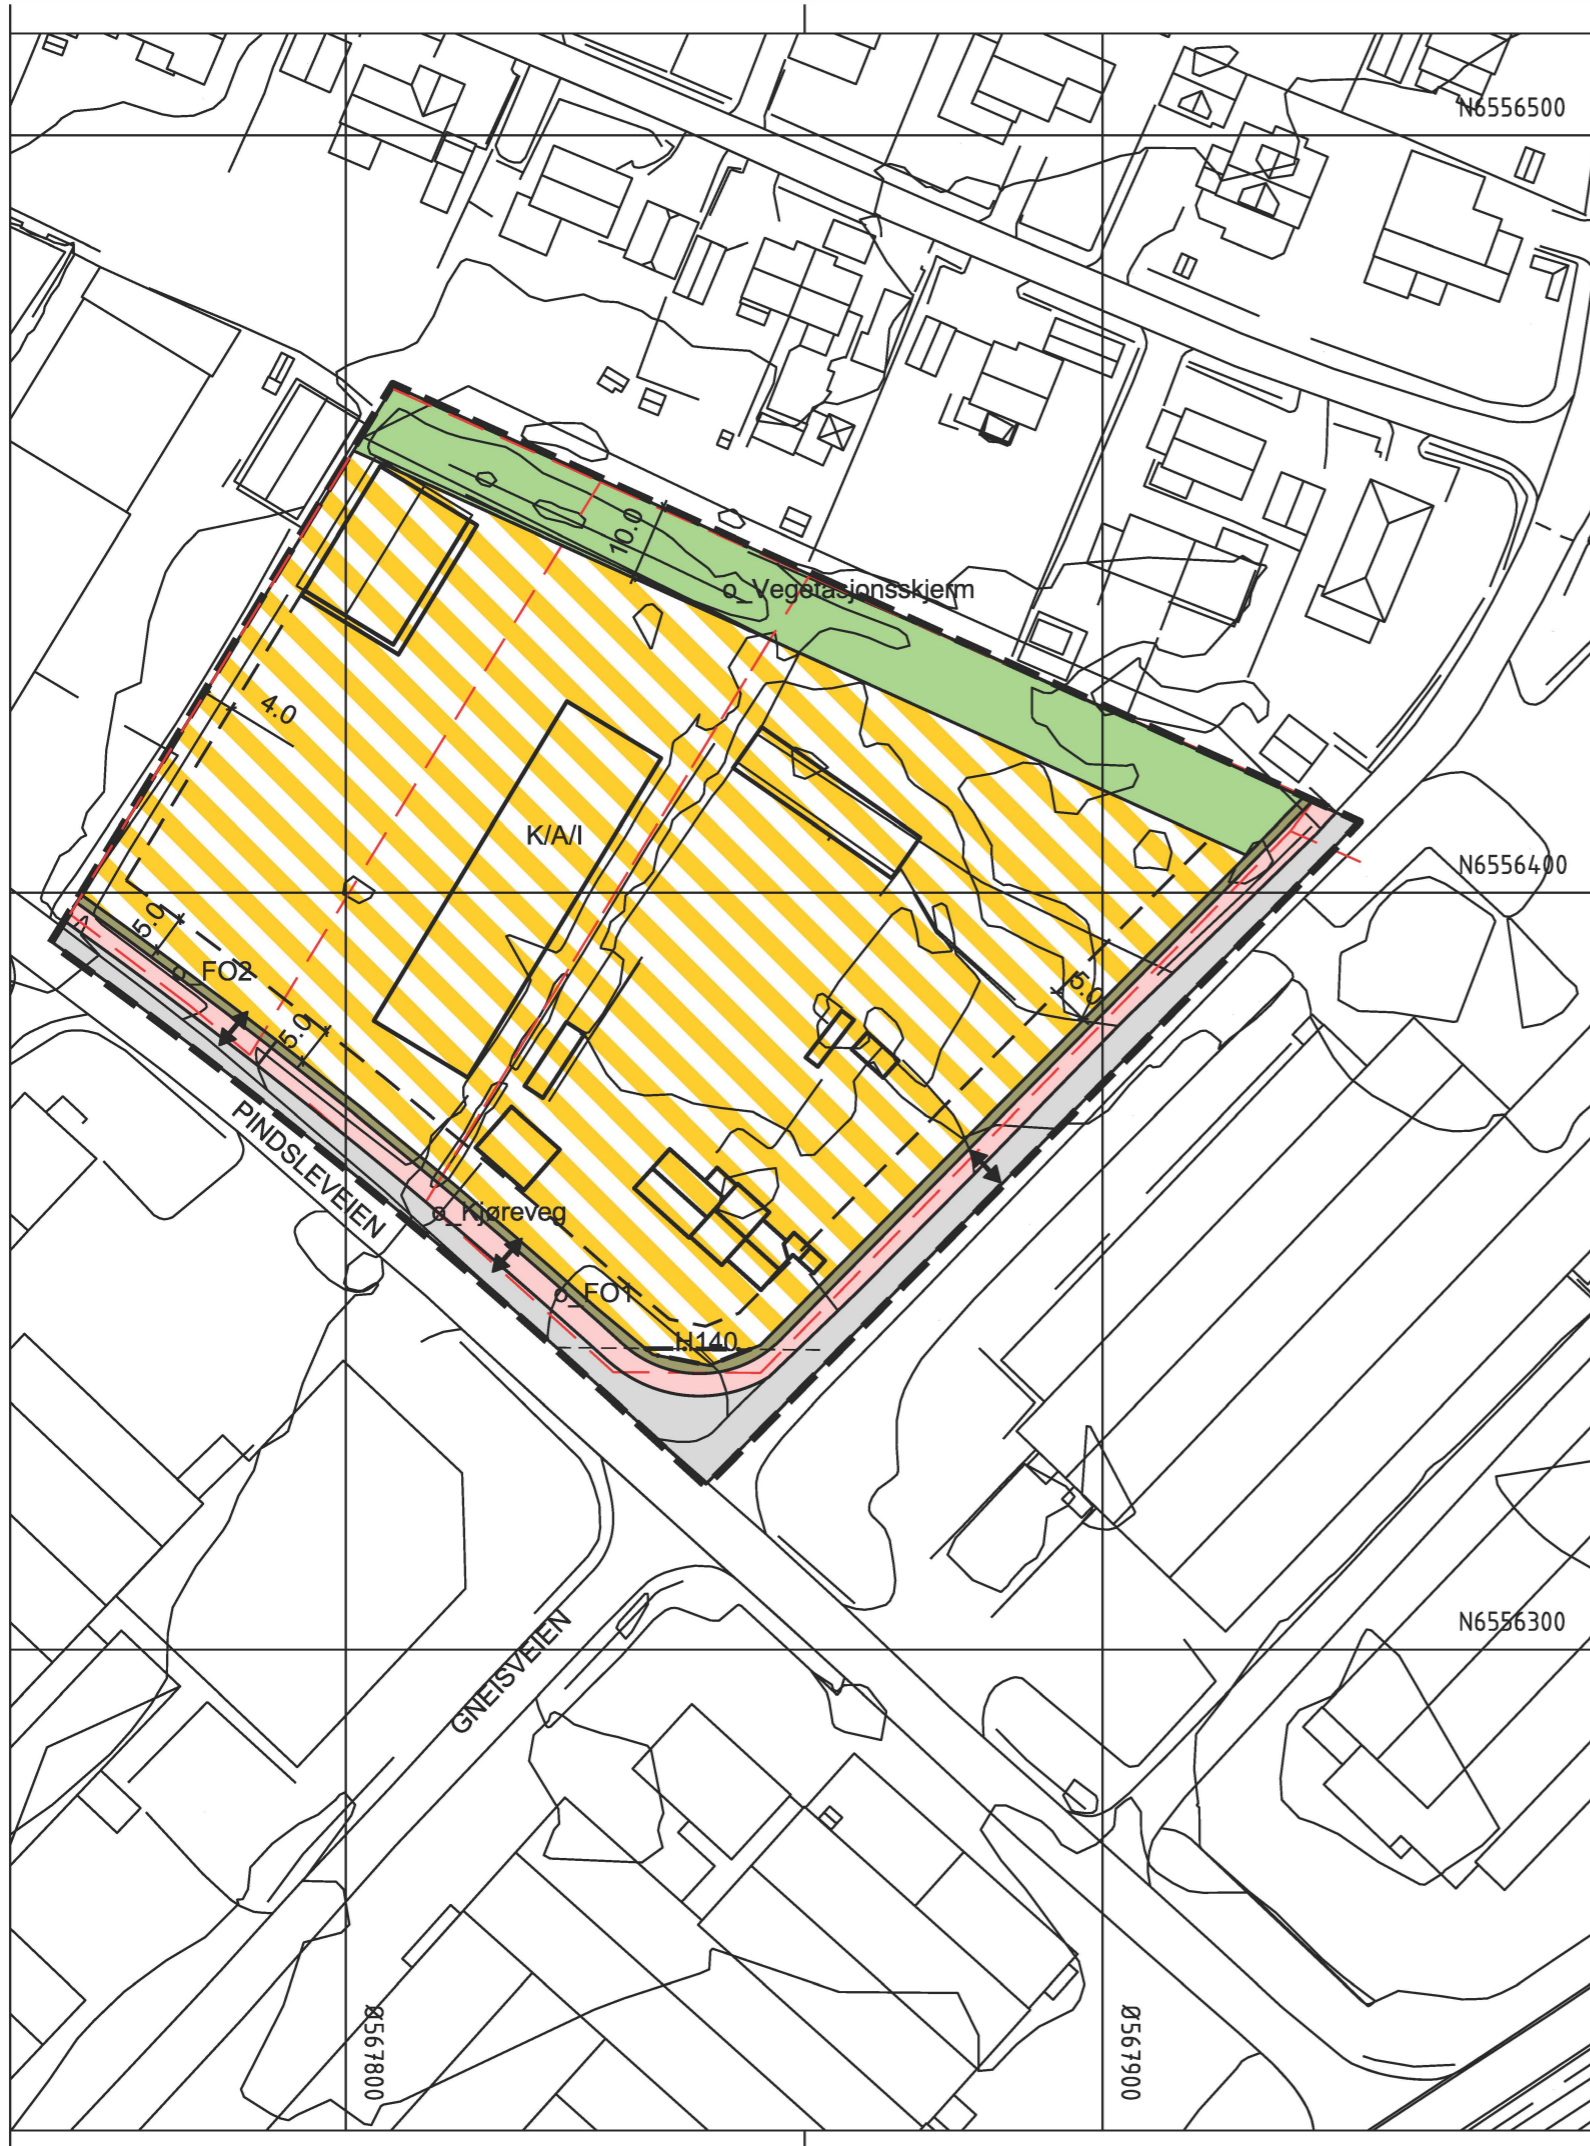 N6556500
10.0
o_Vegetasjonsskjerm
4.0
K/A/I
N6556400
5.0
o_FO2
5.0
5.0
PINDSLEVEIEN
o_Kjøreveg
o_FO1
H140
N6556300
GNEISVEIEN
Ø567800
Ø567900